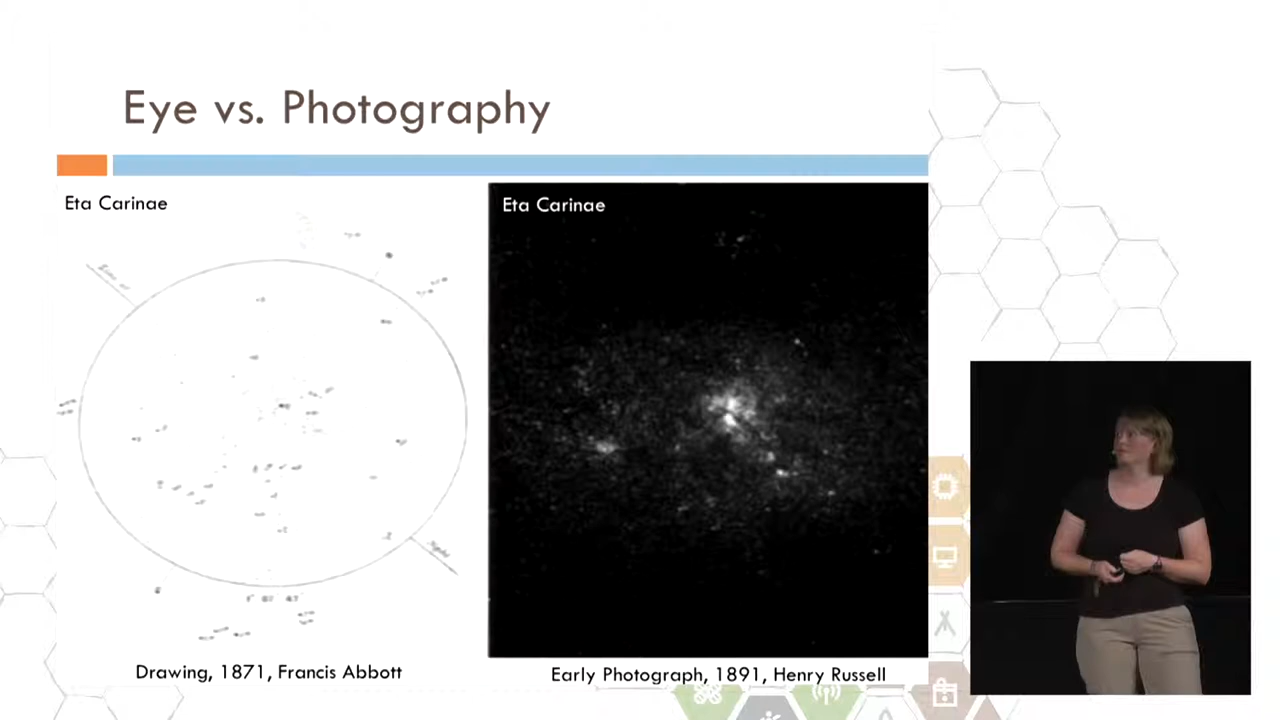 Eye vs. Photography
Eta Carinae
Eta Carinae
Drawing, 1871, Francis Abbott
Early Photograph, 1891, Henry Russell